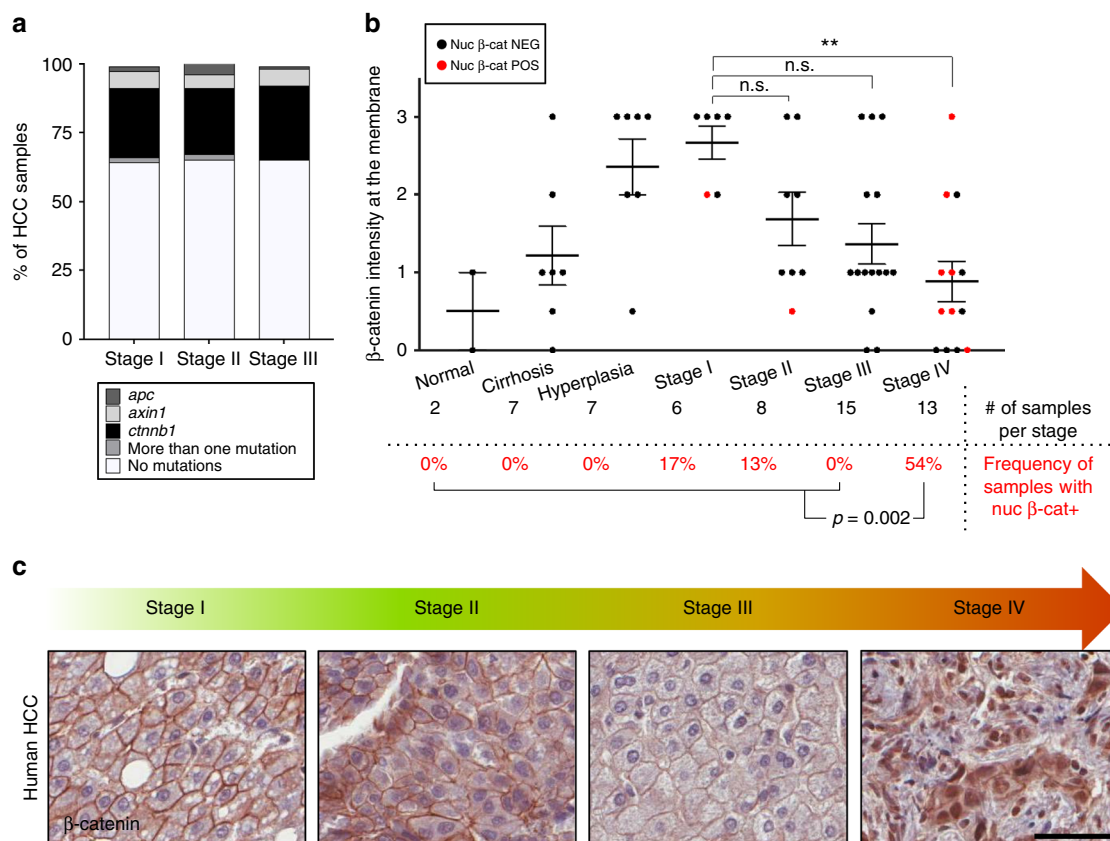 a
% of HCC samples
100
75
50
25
0
Stage I Stage II Stage III
apc
axin1
ctnnb1
More than one mutation
No mutations
b
Nuc β-cat NEG
Nuc β-cat POS
**
n.s.
n.s.
β-catenin intensity at the membrane
3
2
1
0
Normal Cirrhosis Hyperplasia Stage I Stage II Stage III Stage IV
2 7 7 6 8 15 13
# of samples
per stage
0% 0% 0% 17% 13% 0% 54%
Frequency of
samples with
nuc β-cat+
p = 0.002
c
Stage I Stage II Stage III Stage IV
Human HCC
β-catenin